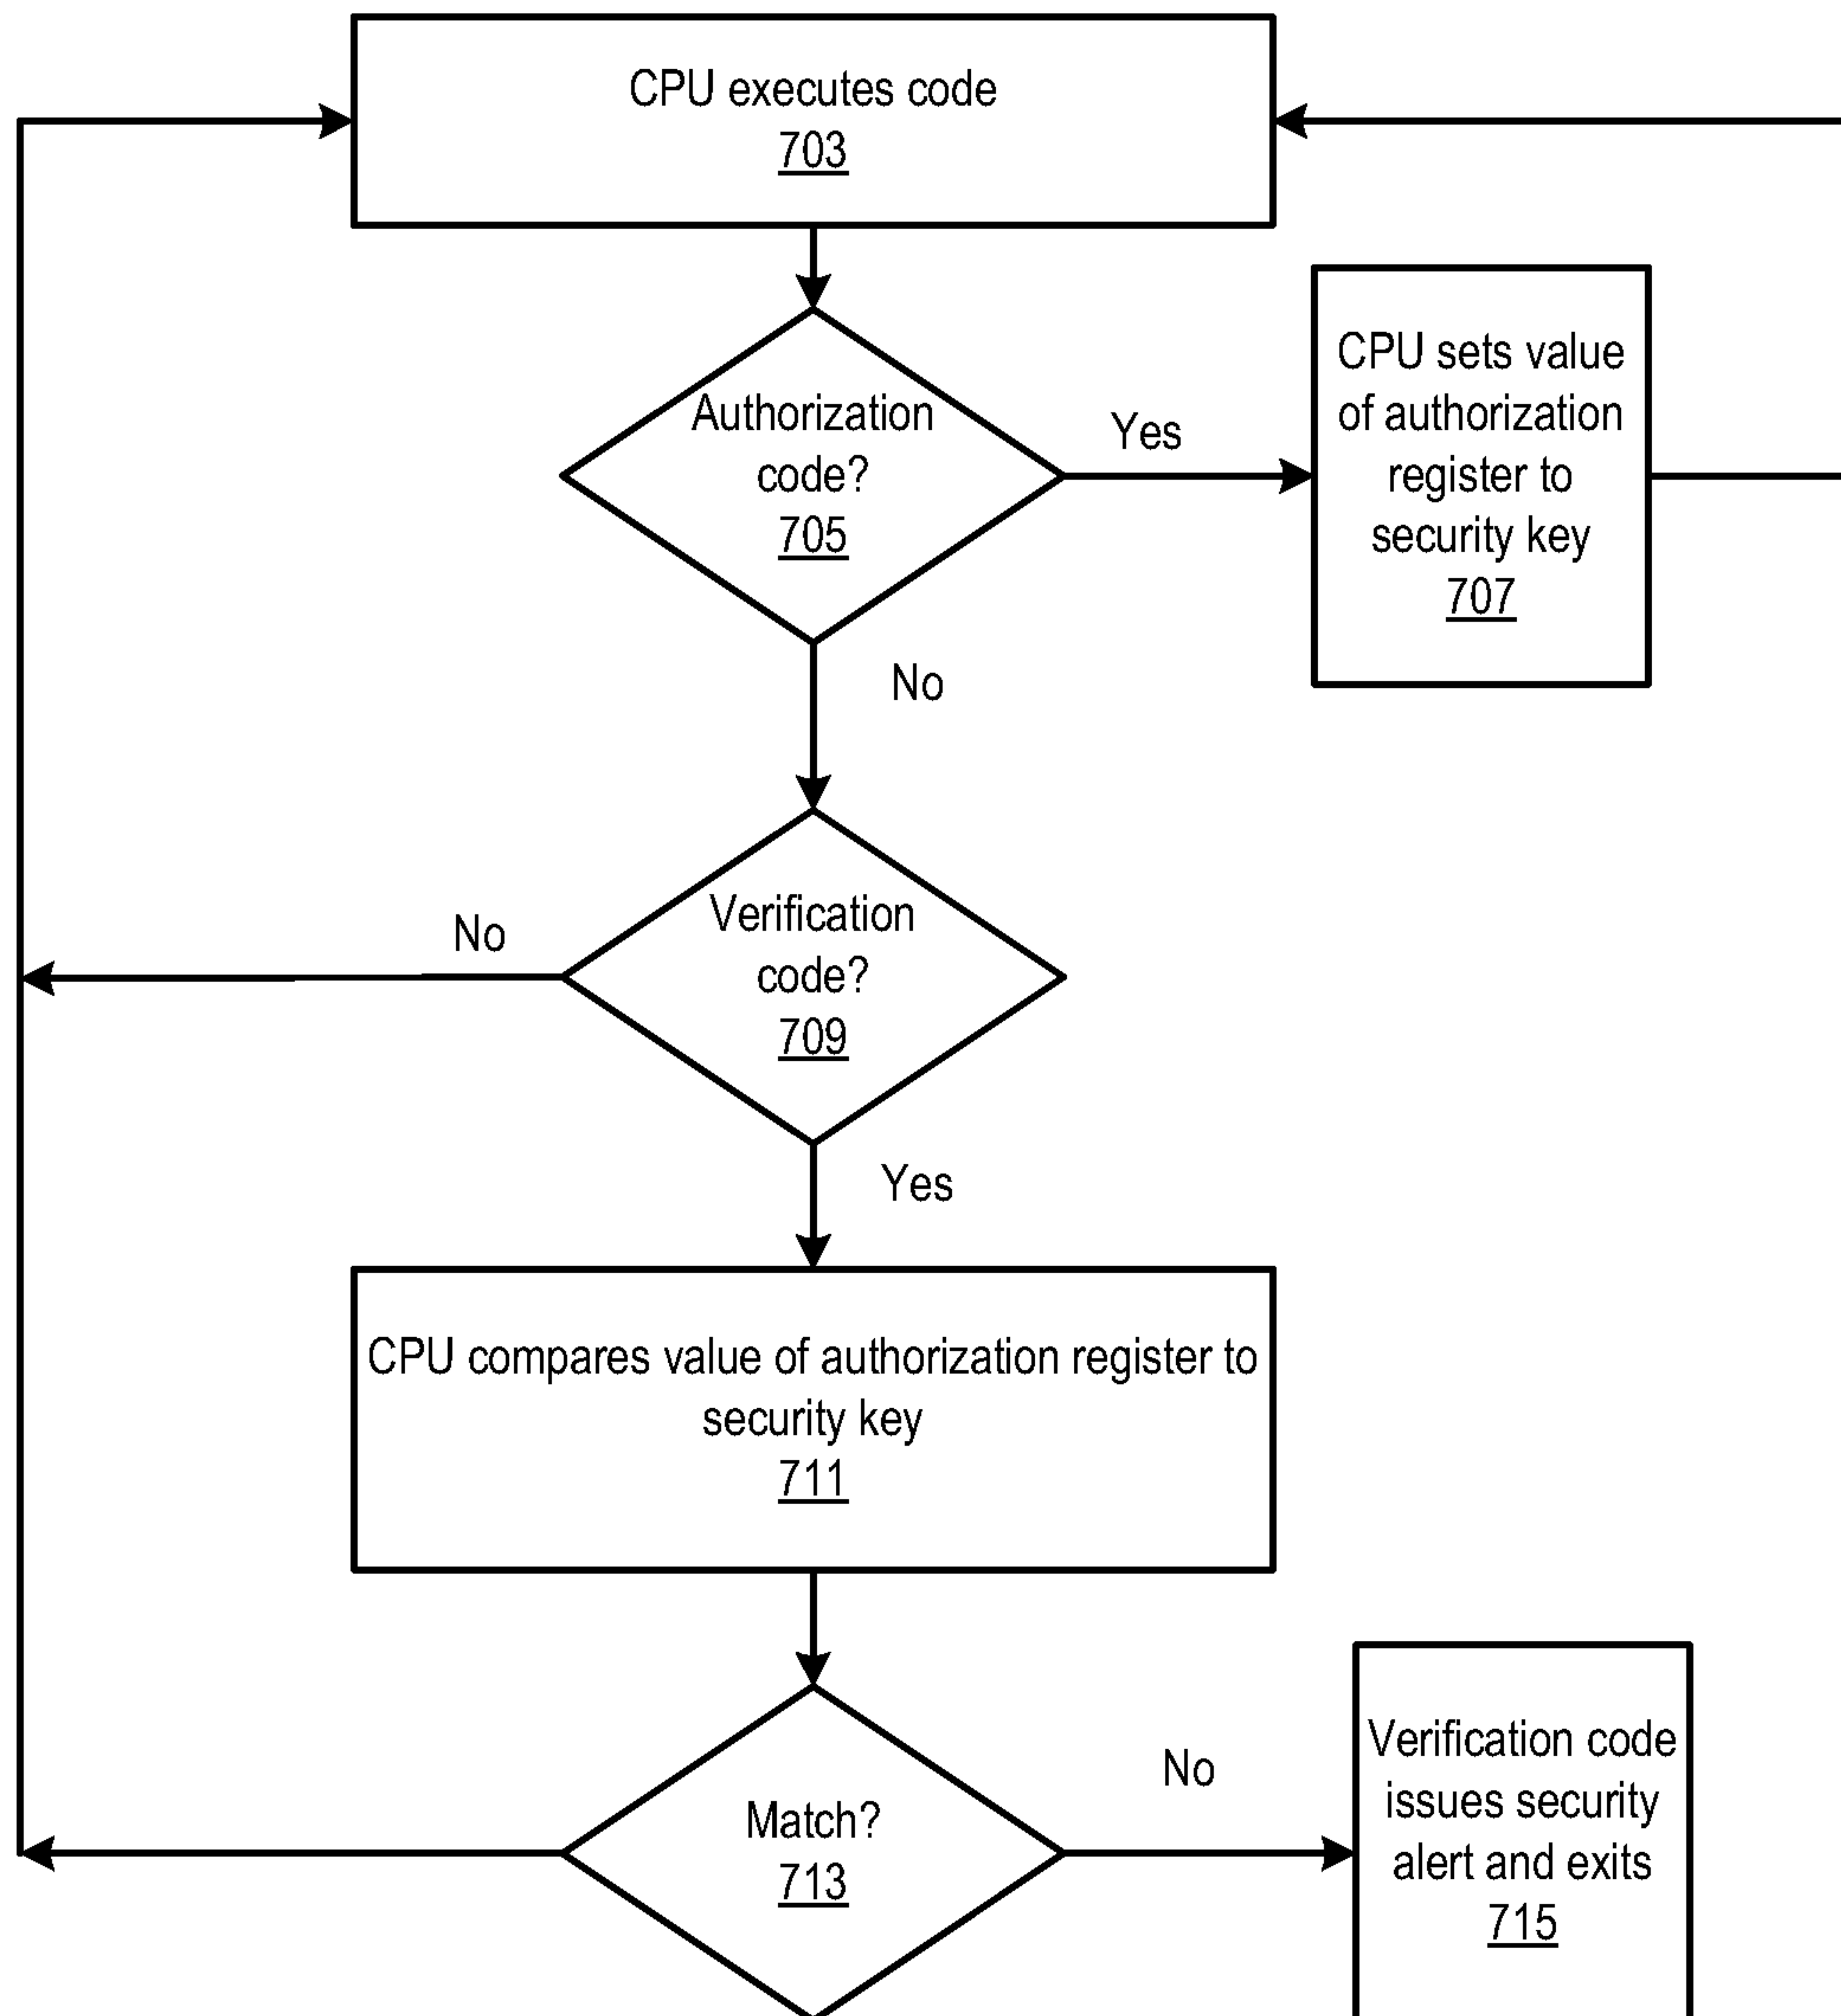 CPU executes code
703
Authorization
code?
705
Yes
CPU sets value
of authorization
register to
security key
707
No
Verification
code?
709
No
Yes
CPU compares value of authorization register to
security key
711
Match?
713
No
Verification code
issues security
alert and exits
715